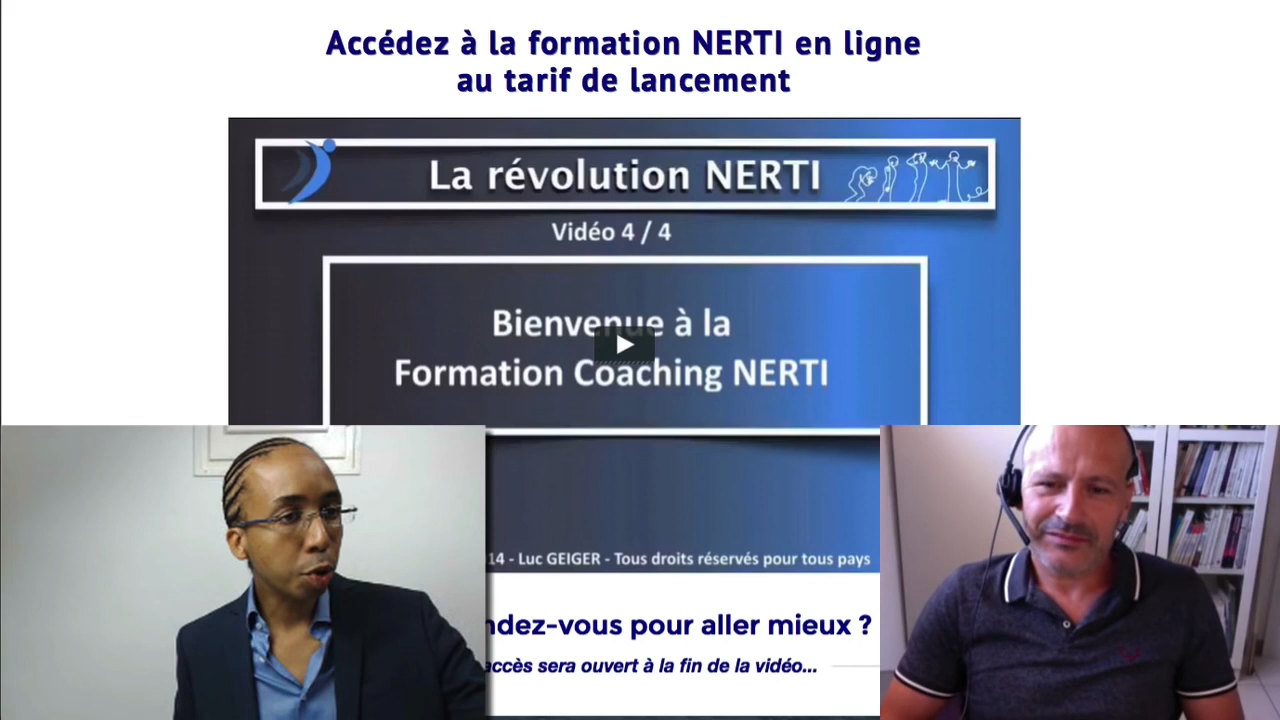 Accédez à la formation NERTI en ligne
au tarif de lancement
La révolution NERTI
Vidéo 4 / 4
Bienvenue à la
Formation Coaching NERTI
14 - Luc GEIGER - Tous droits réservés pour tous pays
ndez-vous pour aller mieux ?
accès sera ouvert à la fin de la vidéo...